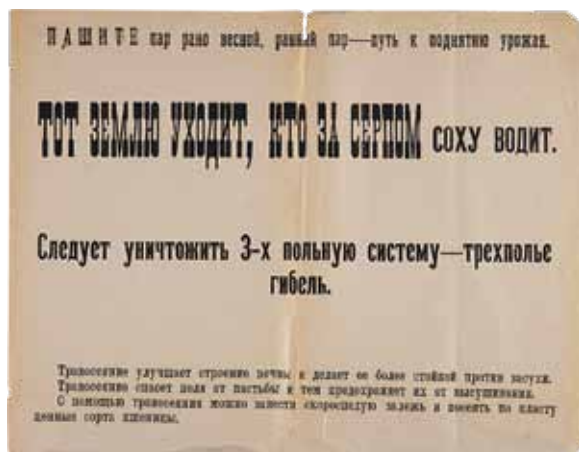 ПАШИТЕ пар рано весной, ранний пар—путь к поднятию урожая.
ТОТ ЗЕМЛЮ УХОДИТ, КТО ЗА СЕРПОМ СОХУ ВОДИТ.
Следует уничтожить 3-х польную систему—трехполье
гибель.
Травосеяние улучшает строение почвы и делает ее более стойкой против засухи.
Травосеяние спасет поля от пастьбы и тем предохраняет их от высушивания.
С помощью травосеяния можно завести скороспелую залежь и посеять по пласту
ценные сорта пшеницы.